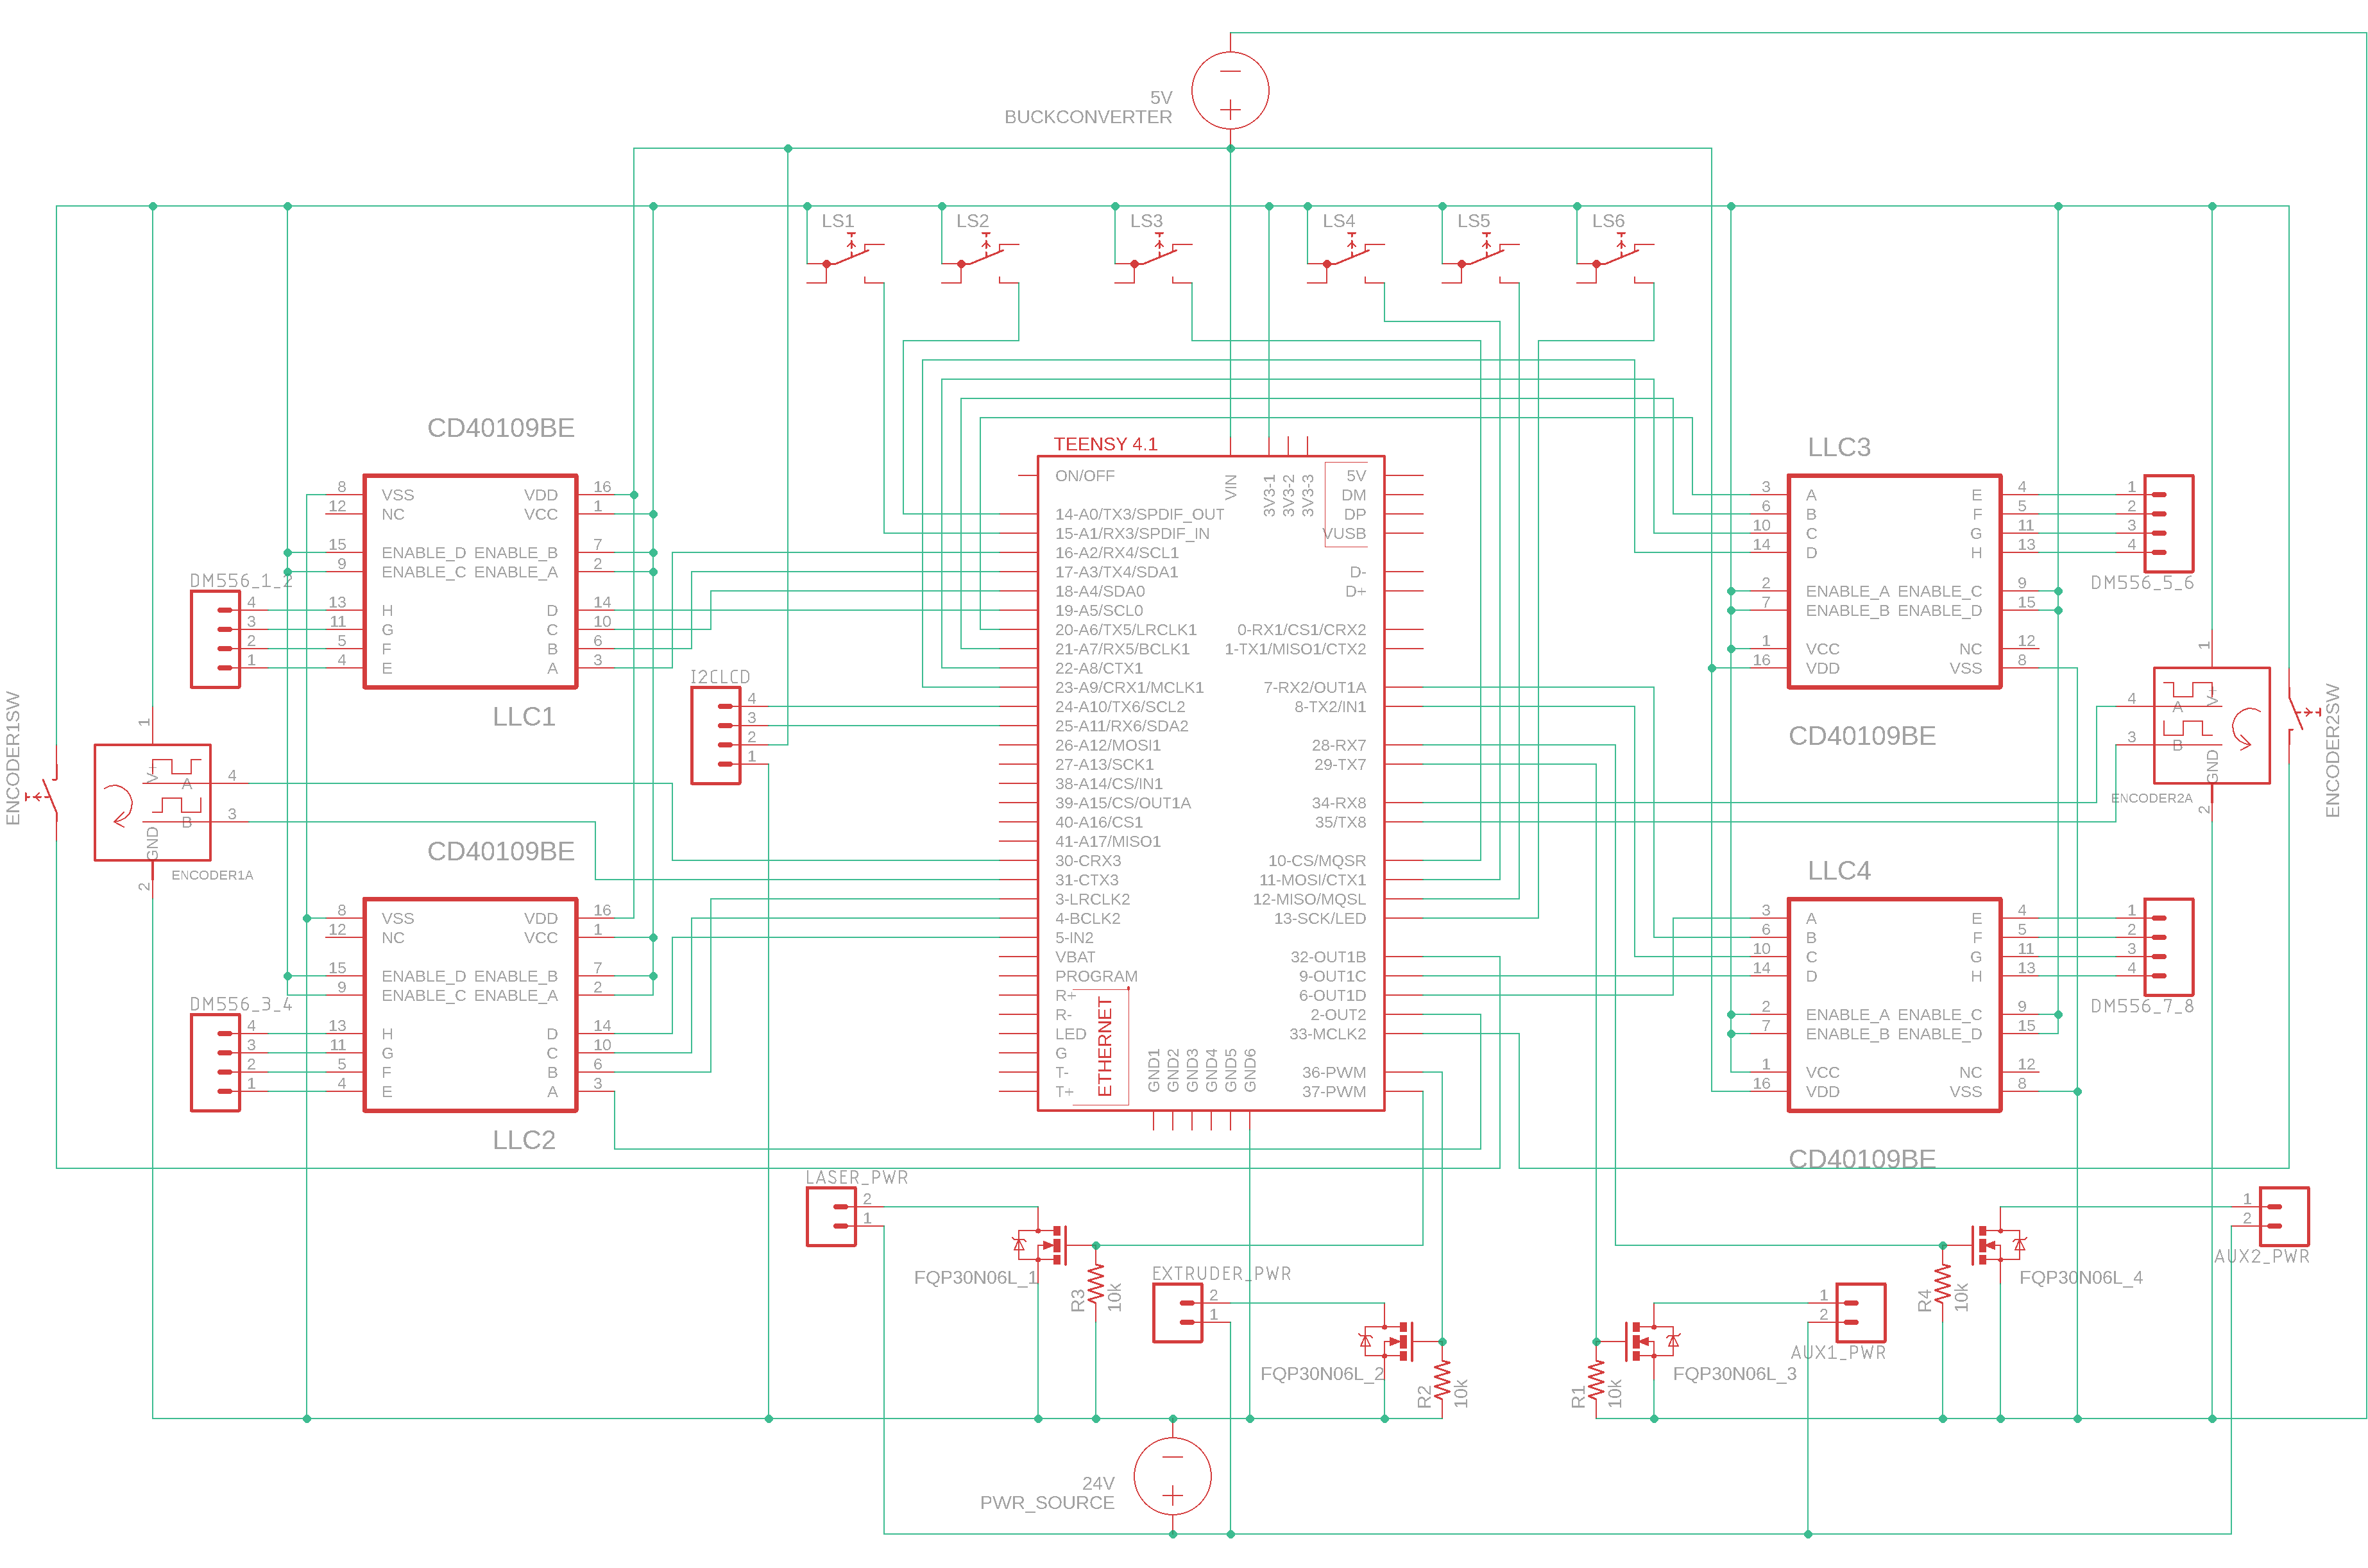 5V
BUCKCONVERTER
LS1
LS2
LS3
LS4
LS5
LS6
CD40109BE
8 VSS VDD 16
12 NC VCC 1
15 ENABLE_D ENABLE_B 7
9 ENABLE_C ENABLE_A 2
13 H D 14
11 G C 10
5 F B 6
4 E A 3
LLC1
DM556_1_2
4
3
2
1
ENCODER1SW
1
V+
A 4
B 3
GND
2
ENCODER1A
CD40109BE
8 VSS VDD 16
12 NC VCC 1
15 ENABLE_D ENABLE_B 7
9 ENABLE_C ENABLE_A 2
13 H D 14
11 G C 10
5 F B 6
4 E A 3
LLC2
DM556_3_4
4
3
2
1
I2CLCD
4
3
2
1
TEENSY 4.1
ON/OFF
14-A0/TX3/SPDIF_OUT
15-A1/RX3/SPDIF_IN
16-A2/RX4/SCL1
17-A3/TX4/SDA1
18-A4/SDA0
19-A5/SCL0
20-A6/TX5/LRCLK1
21-A7/RX5/BCLK1
22-A8/CTX1
23-A9/CRX1/MCLK1
24-A10/TX6/SCL2
25-A11/RX6/SDA2
26-A12/MOSI1
27-A13/SCK1
38-A14/CS/IN1
39-A15/CS/OUT1A
40-A16/CS1
41-A17/MISO1
30-CRX3
31-CTX3
3-LRCLK2
4-BCLK2
5-IN2
VBAT
PROGRAM
R+
R-
LED
G
T-
T+
ETHERNET
VIN
3V3-1
3V3-2
3V3-3
5V
DM
DP
VUSB
D-
D+
0-RX1/CS1/CRX2
1-TX1/MISO1/CTX2
7-RX2/OUT1A
8-TX2/IN1
28-RX7
29-TX7
34-RX8
35/TX8
10-CS/MQSR
11-MOSI/CTX1
12-MISO/MQSL
13-SCK/LED
32-OUT1B
9-OUT1C
6-OUT1D
2-OUT2
33-MCLK2
36-PWM
37-PWM
GND1
GND2
GND3
GND4
GND5
GND6
LLC3
3 A E 4
6 B F 5
10 C G 11
14 D H 13
2 ENABLE_A ENABLE_C 9
7 ENABLE_B ENABLE_D 15
1 VCC NC 12
16 VDD VSS 8
CD40109BE
1
2
3
4
DM556_5_6
1
V+
4 A
3 B
GND
2
ENCODER2A
ENCODER2SW
LLC4
3 A E 4
6 B F 5
10 C G 11
14 D H 13
2 ENABLE_A ENABLE_C 9
7 ENABLE_B ENABLE_D 15
1 VCC NC 12
16 VDD VSS 8
CD40109BE
1
2
3
4
DM556_7_8
LASER_PWR
2
1
FQP30N06L_1
R3
10k
EXTRUDER_PWR
2
1
FQP30N06L_2
R2
10k
R1
10k
FQP30N06L_3
1
2
AUX1_PWR
R4
10k
FQP30N06L_4
1
2
AUX2_PWR
24V
PWR_SOURCE